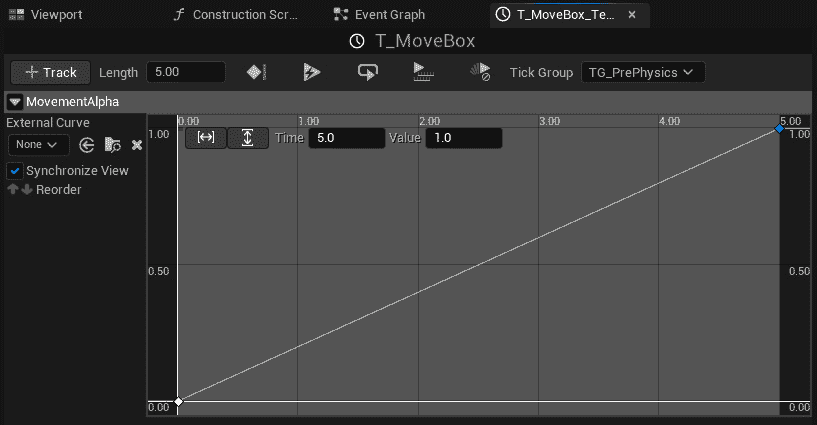 Viewport
Construction Scr...
Event Graph
T_MoveBox_Te...
T_MoveBox
Track
Length
5.00
Tick Group
TG_PrePhysics
MovementAlpha
External Curve
None
Synchronize View
Reorder
0.00
1.00
2.00
3.00
4.00
5.00
1.00
Time
5.0
Value
1.0
1.00
0.50
0.50
0.00
0.00